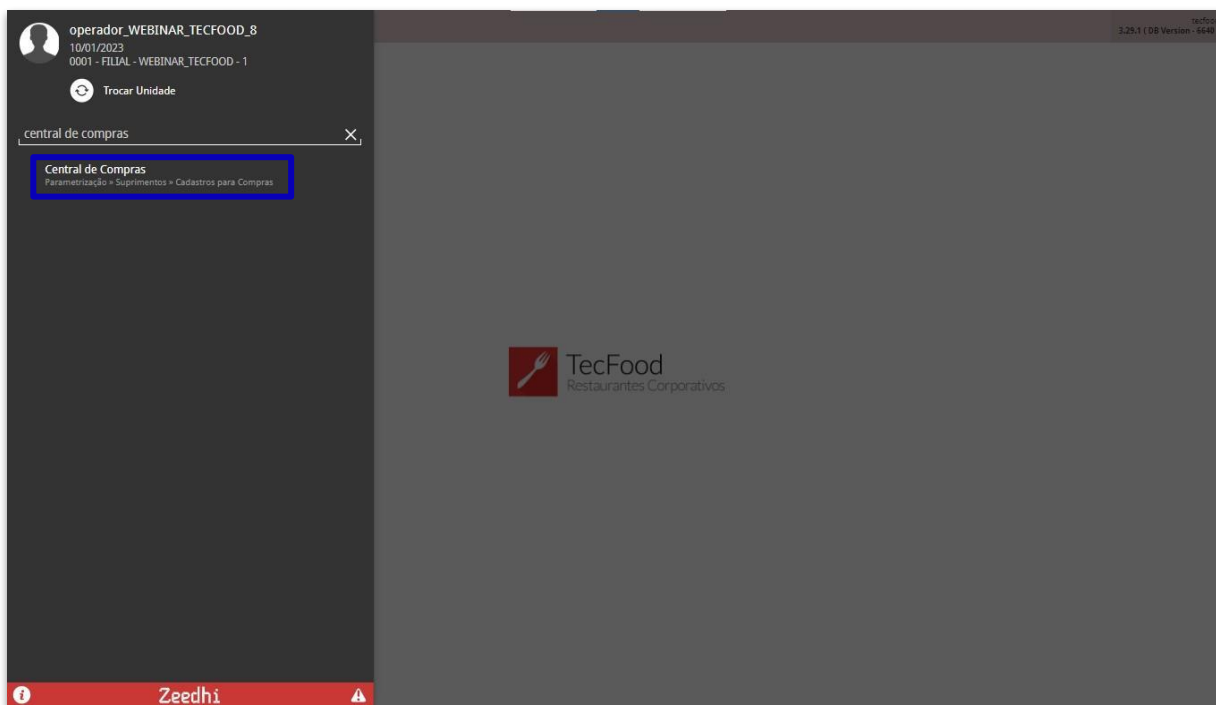 operador_WEBINAR_TECFOOD_8
10/01/2023
0001 - FILIAL - WEBINAR_TECFOOD - 1
Trocar Unidade
central de compras
Central de Compras
Parametrização » Suprimentos » Cadastros para Compras
3.29.1 ( DB Version - 6640
TecFood
Restaurantes Corporativos
Zeedhi